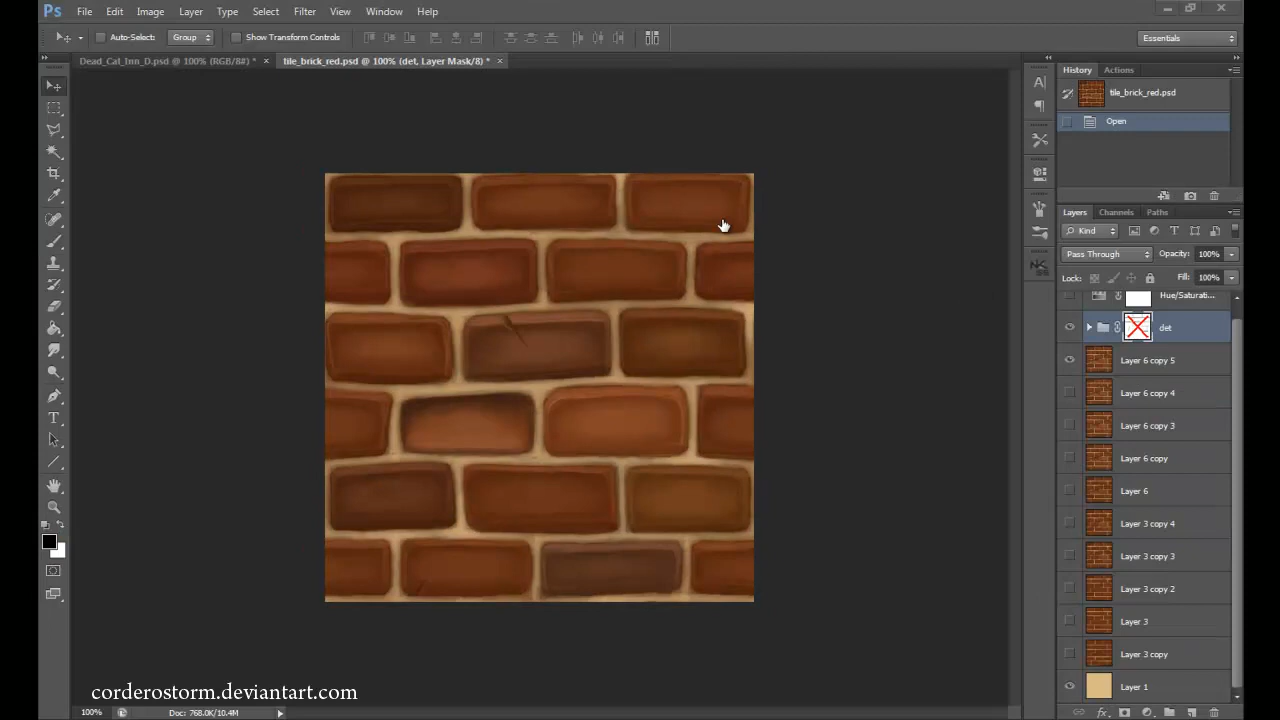 Ps File Edit Image Layer Type Select Filter 3D View Window Help
Auto-Select: Group Show Transform Controls Essentials
Dead_Cat_Inn_D.psd @ 100% (RGB/8#) * × tile_brick_red.psd @ 100% (det, Layer Mask/8) * ×
History Actions
tile_brick_red.psd
Open
Layers Channels Paths
Kind
Pass Through Opacity: 100%
Lock: Fill: 100%
Hue/Saturati...
det
Layer 6 copy 5
Layer 6 copy 4
Layer 6 copy 3
Layer 6 copy
Layer 6
Layer 3 copy 4
Layer 3 copy 3
Layer 3 copy 2
Layer 3
Layer 3 copy
Layer 1
corderostorm.deviantart.com
100% Doc: 768.0K/10.4M